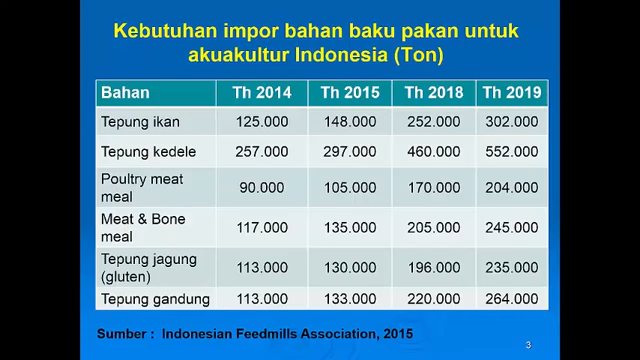 Kebutuhan impor bahan baku pakan untuk
akuakultur Indonesia (Ton)
Bahan Th 2014 Th 2015 Th 2018 Th 2019
Tepung ikan 125.000 148.000 252.000 302.000
Tepung kedele 257.000 297.000 460.000 552.000
Poultry meat
meal 90.000 105.000 170.000 204.000
Meat & Bone
meal 117.000 135.000 205.000 245.000
Tepung jagung
(gluten) 113.000 130.000 196.000 235.000
Tepung gandung 113.000 133.000 220.000 264.000
Sumber : Indonesian Feedmills Association, 2015
3